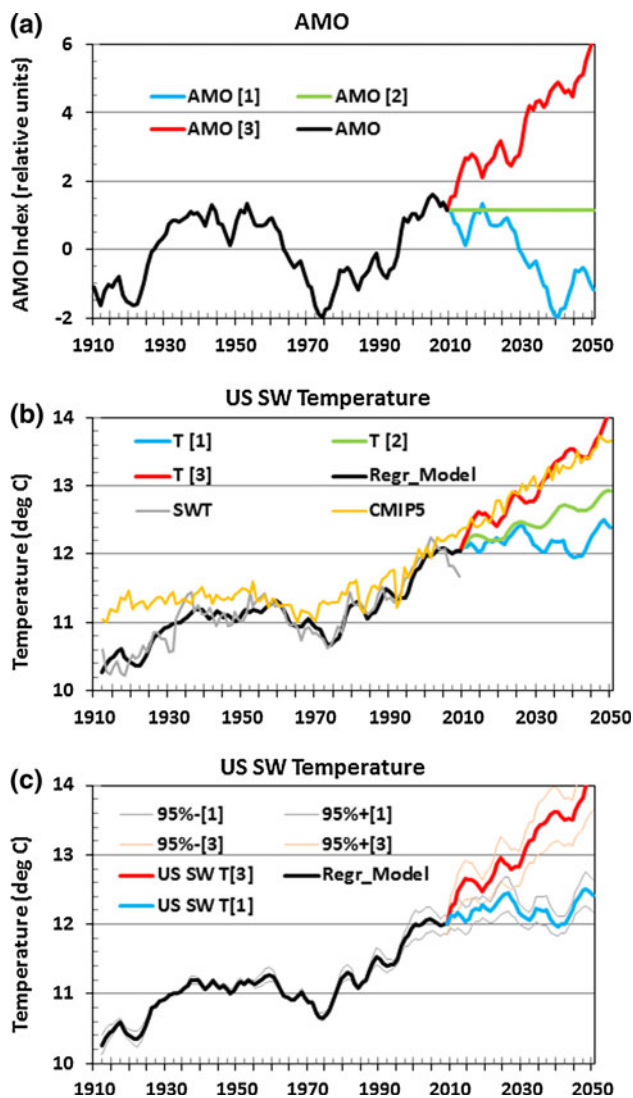 (a) AMO
AMO Index (relative units)
6
4
2
0
-2
AMO [1] AMO [2]
AMO [3] AMO
1910 1930 1950 1970 1990 2010 2030 2050
(b) US SW Temperature
Temperature (deg C)
14
13
12
11
10
T [1] T [2]
T [3] Regr_Model
SWT CMIP5
1910 1930 1950 1970 1990 2010 2030 2050
(c) US SW Temperature
Temperature (deg C)
14
13
12
11
10
95%-[1] 95%+[1]
95%-[3] 95%+[3]
US SW T[3] Regr_Model
US SW T[1]
1910 1930 1950 1970 1990 2010 2030 2050